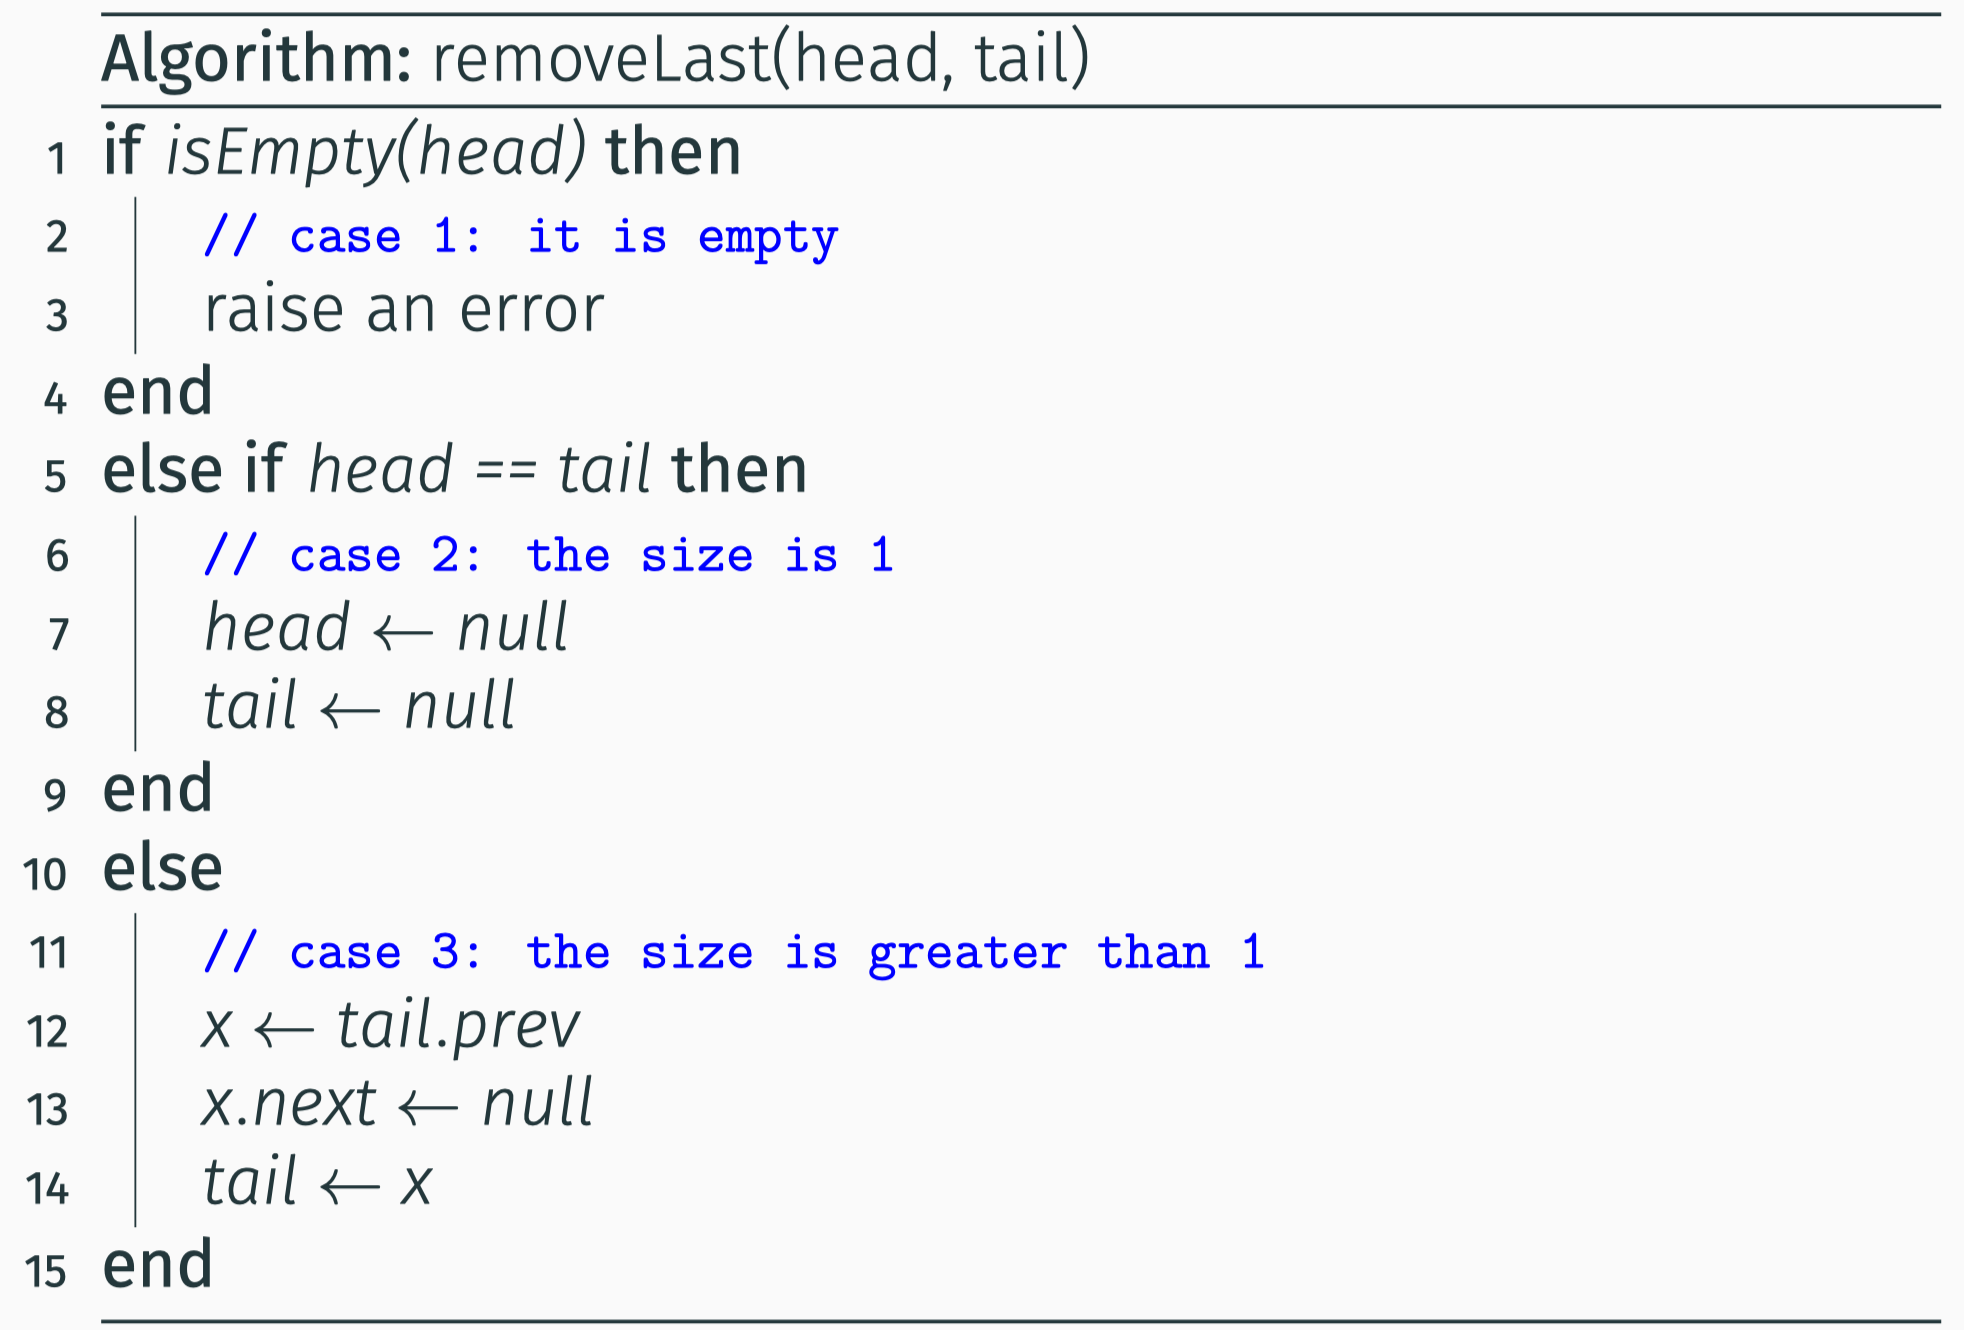 Algorithm: removeLast(head, tail)
1 if isEmpty(head) then
2 // case 1: it is empty
3 raise an error
4 end
5 else if head == tail then
6 // case 2: the size is 1
7 head ← null
8 tail ← null
9 end
10 else
11 // case 3: the size is greater than 1
12 x ← tail.prev
13 x.next ← null
14 tail ← x
15 end